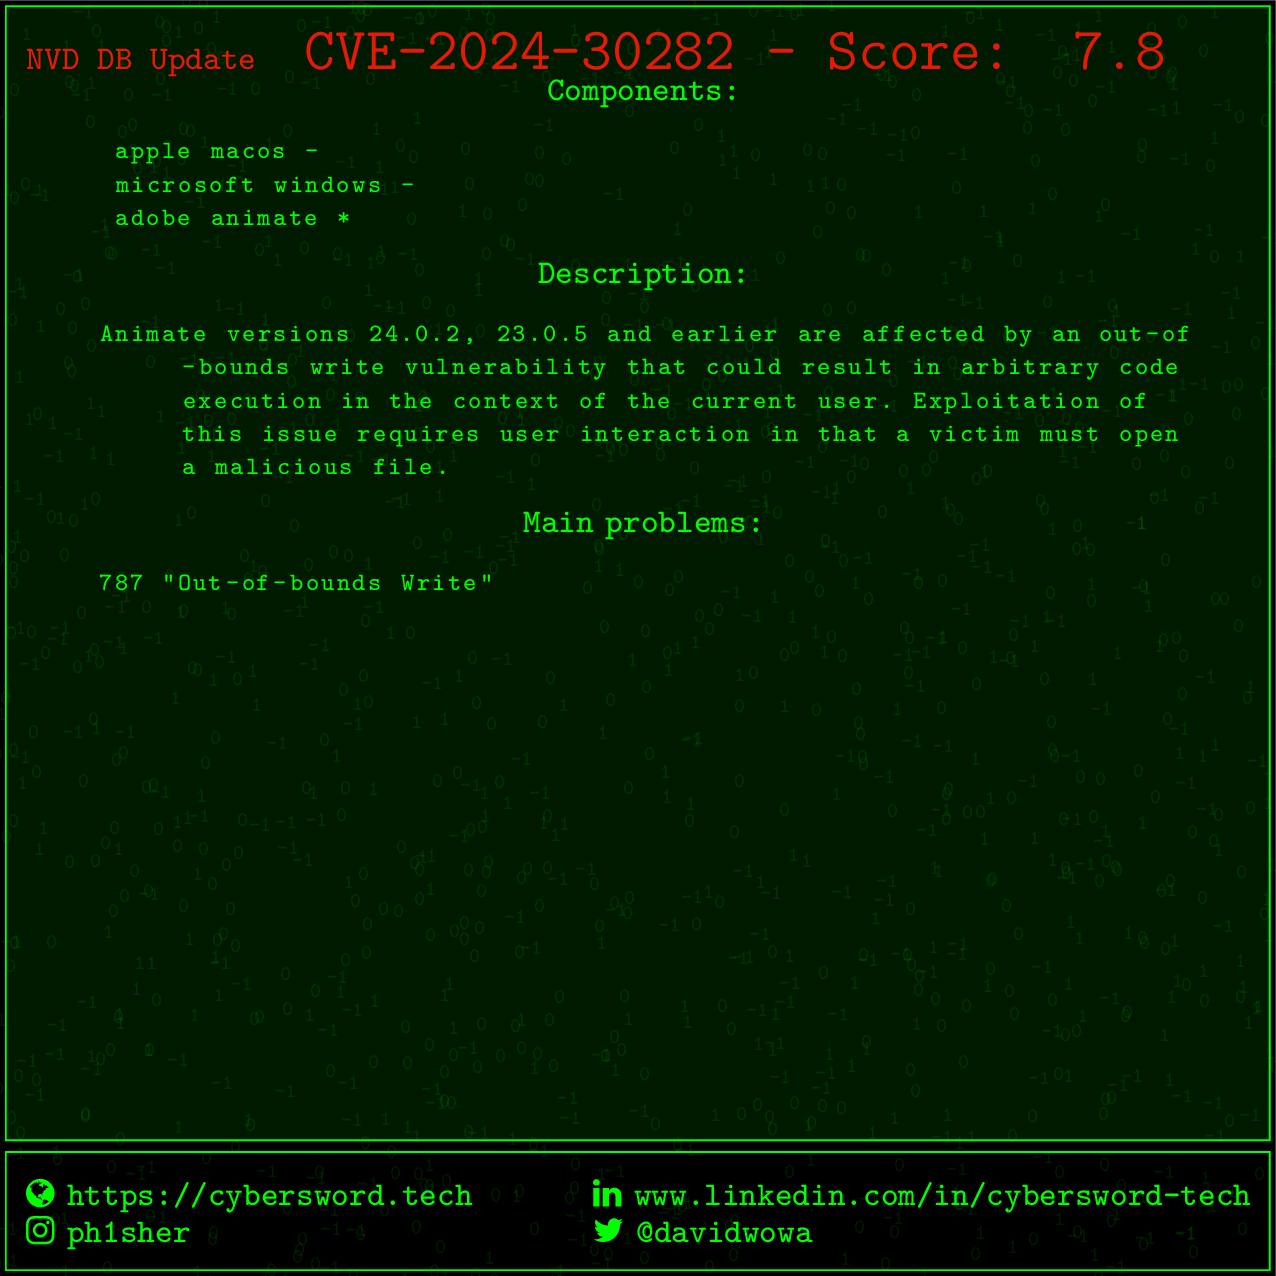 NVD DB Update CVE-2024-30282 - Score: 7.8
Components:
apple macos -
microsoft windows -
adobe animate *
Description:
Animate versions 24.0.2, 23.0.5 and earlier are affected by an out-of
-bounds write vulnerability that could result in arbitrary code
execution in the context of the current user. Exploitation of
this issue requires user interaction in that a victim must open
a malicious file.
Main problems:
787 "Out-of-bounds Write"
https://cybersword.tech www.linkedin.com/in/cybersword-tech
ph1sher @davidwowa